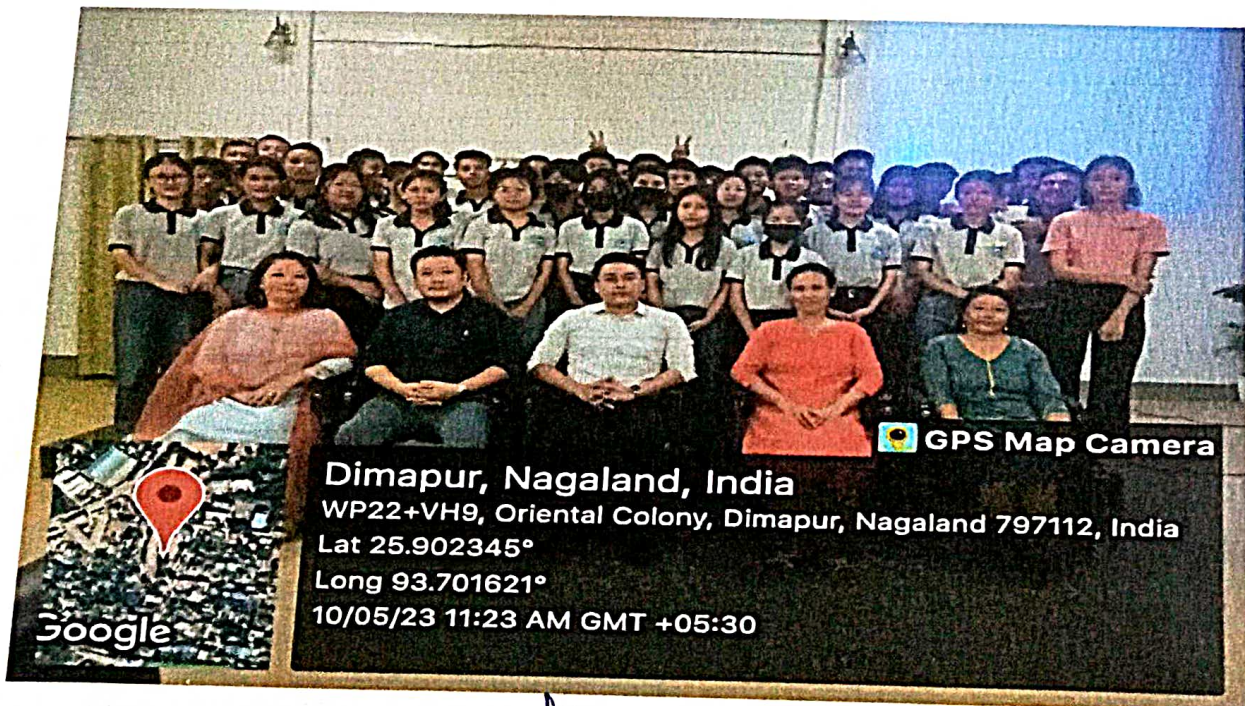 GPS Map Camera
Dimapur, Nagaland, India
WP22+VH9, Oriental Colony, Dimapur, Nagaland 797112, India
Lat 25.902345°
Long 93.701621°
10/05/23 11:23 AM GMT +05:30
Google